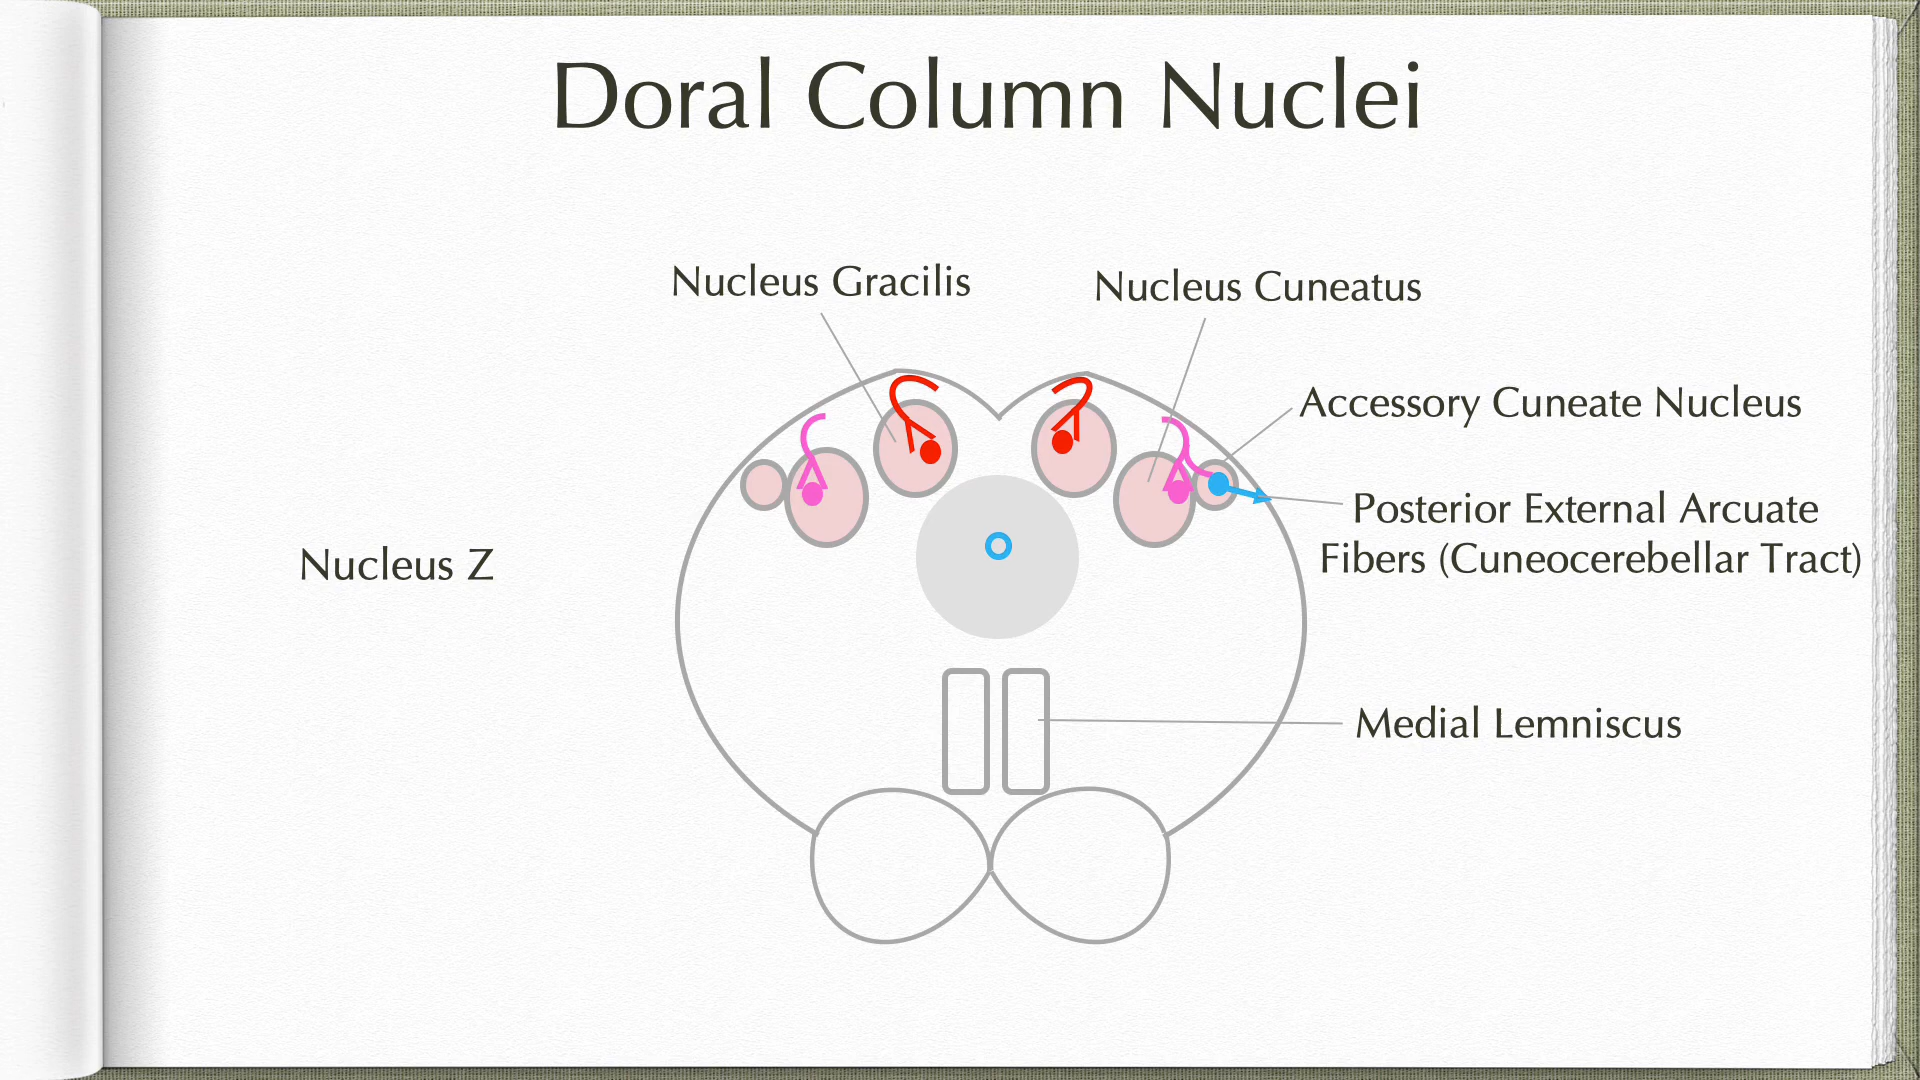 Doral Column Nuclei
Nucleus Gracilis
Nucleus Cuneatus
Accessory Cuneate Nucleus
Posterior External Arcuate
Fibers (Cuneocerebellar Tract)
Nucleus Z
Medial Lemniscus